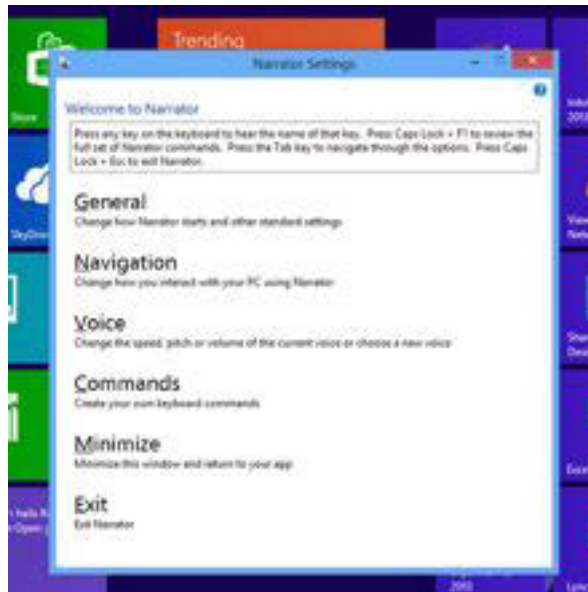 Trending
Narrator Settings
Store
Welcome to Narrator
Press any key on the keyboard to hear the name of that key. Press Caps Lock + F1 to review the
full set of Narrator commands. Press the Tab key to navigate through the options. Press Caps
Lock + Esc to exit Narrator.
General
Change how Narrator starts and other standard settings
Navigation
Change how you interact with your PC using Narrator
Voice
Change the speed, pitch or volume of the current voice or choose a new voice
Commands
Create your own keyboard commands
Minimize
Minimize this window and return to your app
Exit
Exit Narrator